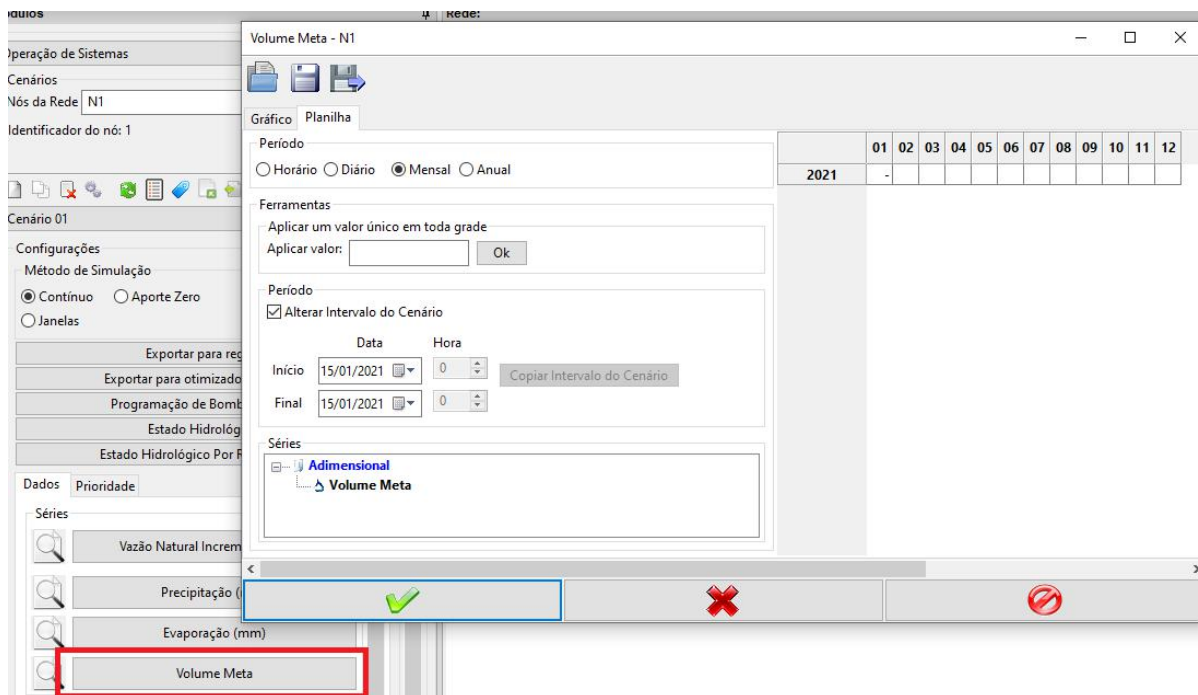 Rede:
Operação de Sistemas
Cenários
Nós da Rede N1
Identificador do nó: 1
Cenário 01
Configurações
Método de Simulação
Contínuo Aporte Zero
Janelas
Exportar para reg
Exportar para otimizado
Programação de Bomb
Estado Hidrológ
Estado Hidrológico Por R
Dados Prioridade
Séries
Vazão Natural Increm
Precipitação (
Evaporação (mm)
Volume Meta
Volume Meta - N1
Gráfico Planilha
Período
Horário Diário Mensal Anual
Ferramentas
Aplicar um valor único em toda grade
Aplicar valor: Ok
Período
Alterar Intervalo do Cenário
Data Hora
Início 15/01/2021 0 Copiar Intervalo do Cenário
Final 15/01/2021 0
Séries
Adimensional
Volume Meta
01 02 03 04 05 06 07 08 09 10 11 12
2021 -